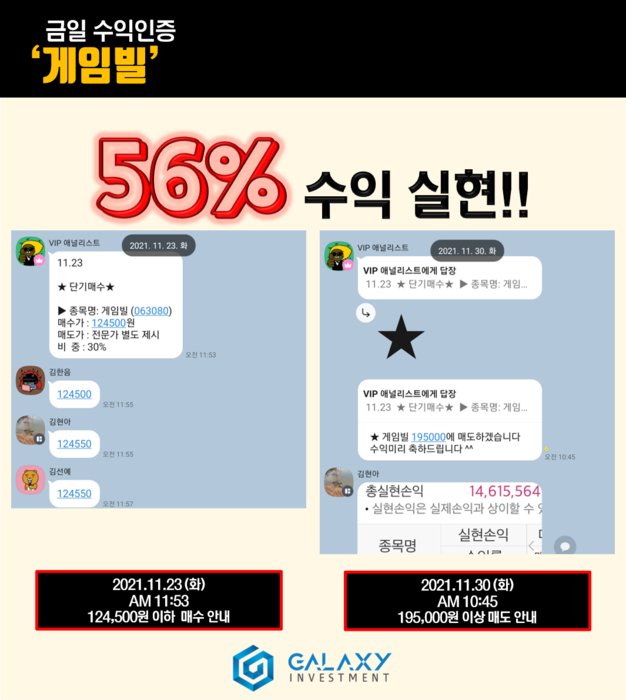 금일 수익인증
‘게임빌’
56% 수익 실현!!
VIP 애널리스트
2021. 11. 23. 화
11.23
★ 단기매수★
▶ 종목명: 게임빌 (063080)
매수가 : 124500원
매도가 : 전문가 별도 제시
비 중 : 30%
오전 11:53
김한음
124500
오전 11:55
김현아
124550
오전 11:55
김선예
124550
오전 11:57
VIP 애널리스트
2021. 11. 30. 화
VIP 애널리스트에게 답장
11.23 ★ 단기매수★ ▶ 종목명: 게임...
★
VIP 애널리스트에게 답장
11.23 ★ 단기매수★ ▶ 종목명: 게임...
★ 게임빌 195000에 매도하겠습니다
수익미리 축하드립니다 ^^
오전 10:45
김현아
총실현손익 14,615,564
• 실현손익은 실제손익과 상이할 수 있
종목명
실현손익
2021.11.23 (화)
AM 11:53
124,500원 이하 매수 안내
2021.11.30 (화)
AM 10:45
195,000원 이상 매도 안내
GALAXY
INVESTMENT